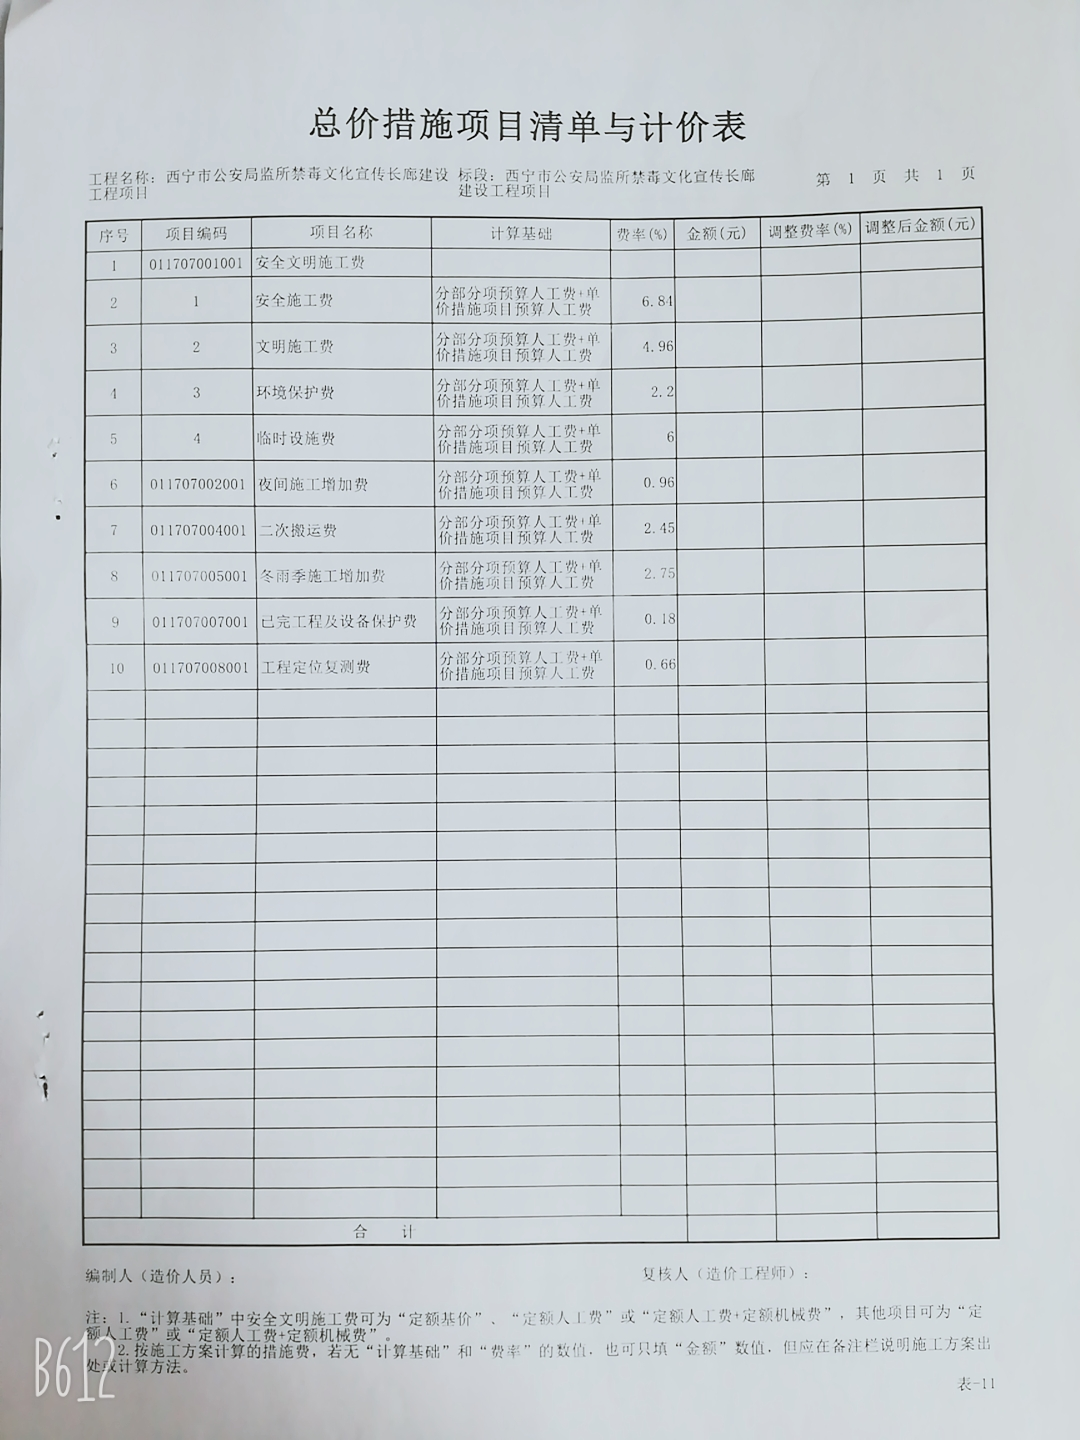 总价措施项目清单与计价表
工程名称：西宁市公安局监所禁毒文化宣传长廊建设 标段：西宁市公安局监所禁毒文化宣传长廊 第 1 页 共 1 页
工程项目 建设工程项目
序号 项目编码 项目名称 计算基础 费率(%) 金额(元) 调整费率(%) 调整后金额(元)
1 011707001001 安全文明施工费
2 1 安全施工费 分部分项预算人工费+单 6.84
价措施项目预算人工费
3 2 文明施工费 分部分项预算人工费+单 4.96
价措施项目预算人工费
4 3 环境保护费 分部分项预算人工费+单 2.2
价措施项目预算人工费
5 4 临时设施费 分部分项预算人工费+单 6
价措施项目预算人工费
6 011707002001 夜间施工增加费 分部分项预算人工费+单 0.96
价措施项目预算人工费
7 011707004001 二次搬运费 分部分项预算人工费+单 2.45
价措施项目预算人工费
8 011707005001 冬雨季施工增加费 分部分项预算人工费+单 2.75
价措施项目预算人工费
9 011707007001 已完工程及设备保护费 分部分项预算人工费+单 0.18
价措施项目预算人工费
10 011707008001 工程定位复测费 分部分项预算人工费+单 0.66
价措施项目预算人工费
合 计
编制人（造价人员）： 复核人（造价工程师）：
注：1.“计算基础”中安全文明施工费可为“定额基价”、“定额人工费”或“定额人工费+定额机械费”，其他项目可为“定
额人工费”或“定额人工费+定额机械费”。
2.按施工方案计算的措施费，若无“计算基础”和“费率”的数值，也可只填“金额”数值，但应在备注栏说明施工方案出
处或计算方法。
表-11
B612